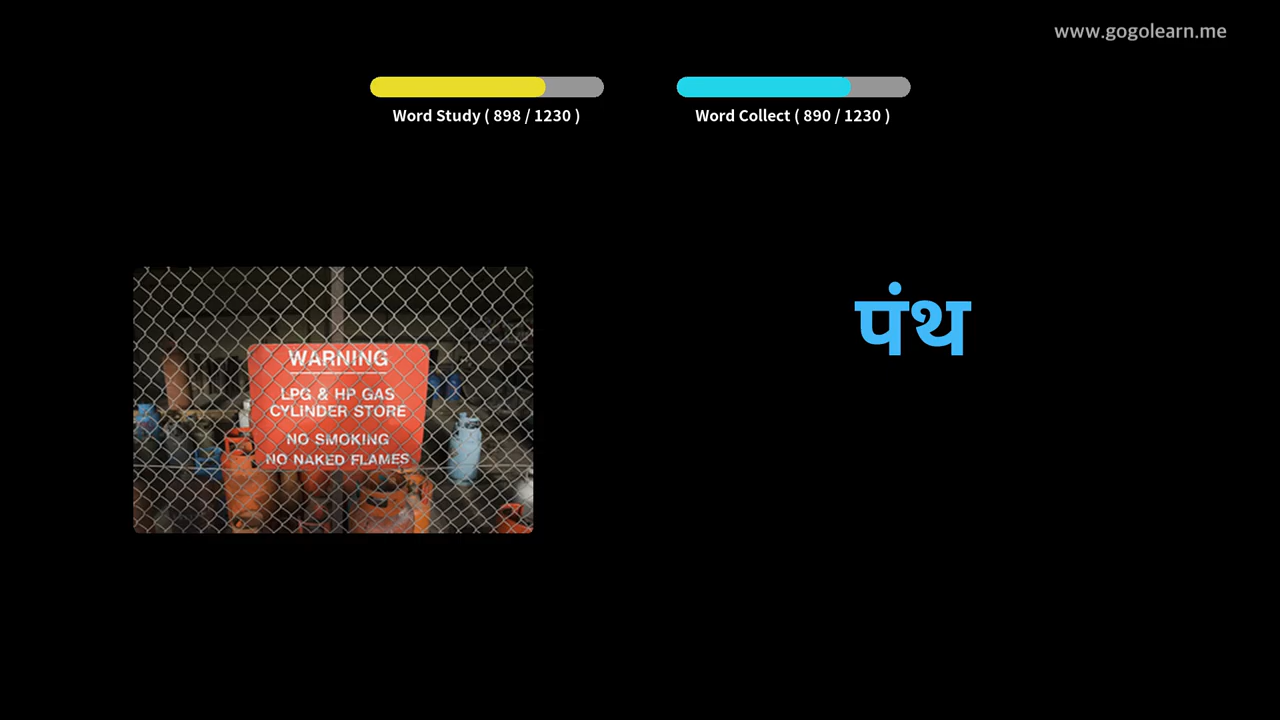 www.gogolearn.me
Word Study ( 898 / 1230 )
Word Collect ( 890 / 1230 )
पंथ
WARNING
LPG & HP GAS
CYLINDER STORE
NO SMOKING
NO NAKED FLAMES